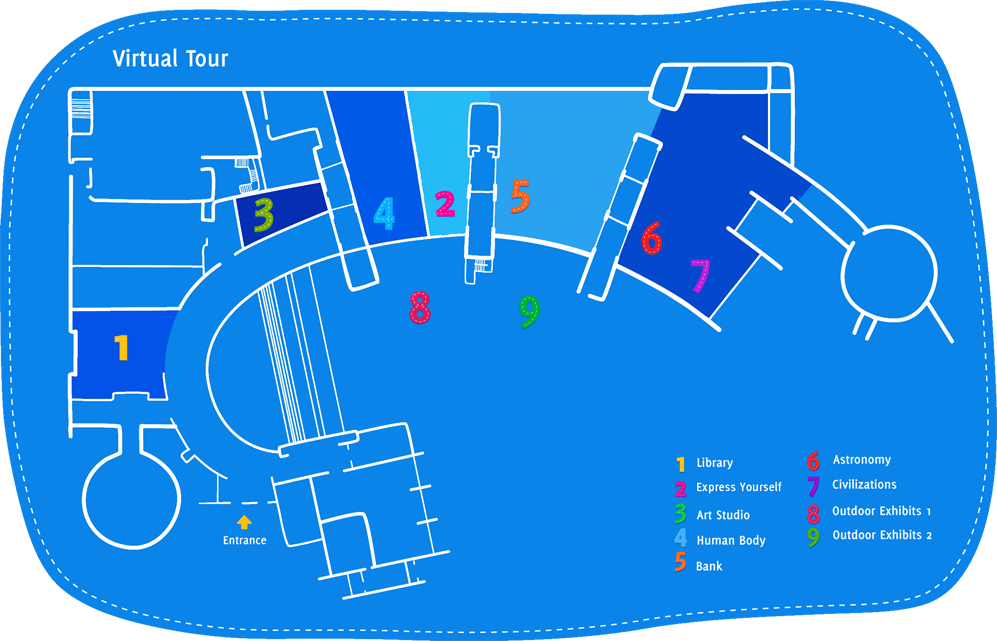 Virtual Tour
3
4
2
5
6
7
8
9
1
Entrance
1 Library
2 Express Yourself
3 Art Studio
4 Human Body
5 Bank
6 Astronomy
7 Civilizations
8 Outdoor Exhibits 1
9 Outdoor Exhibits 2